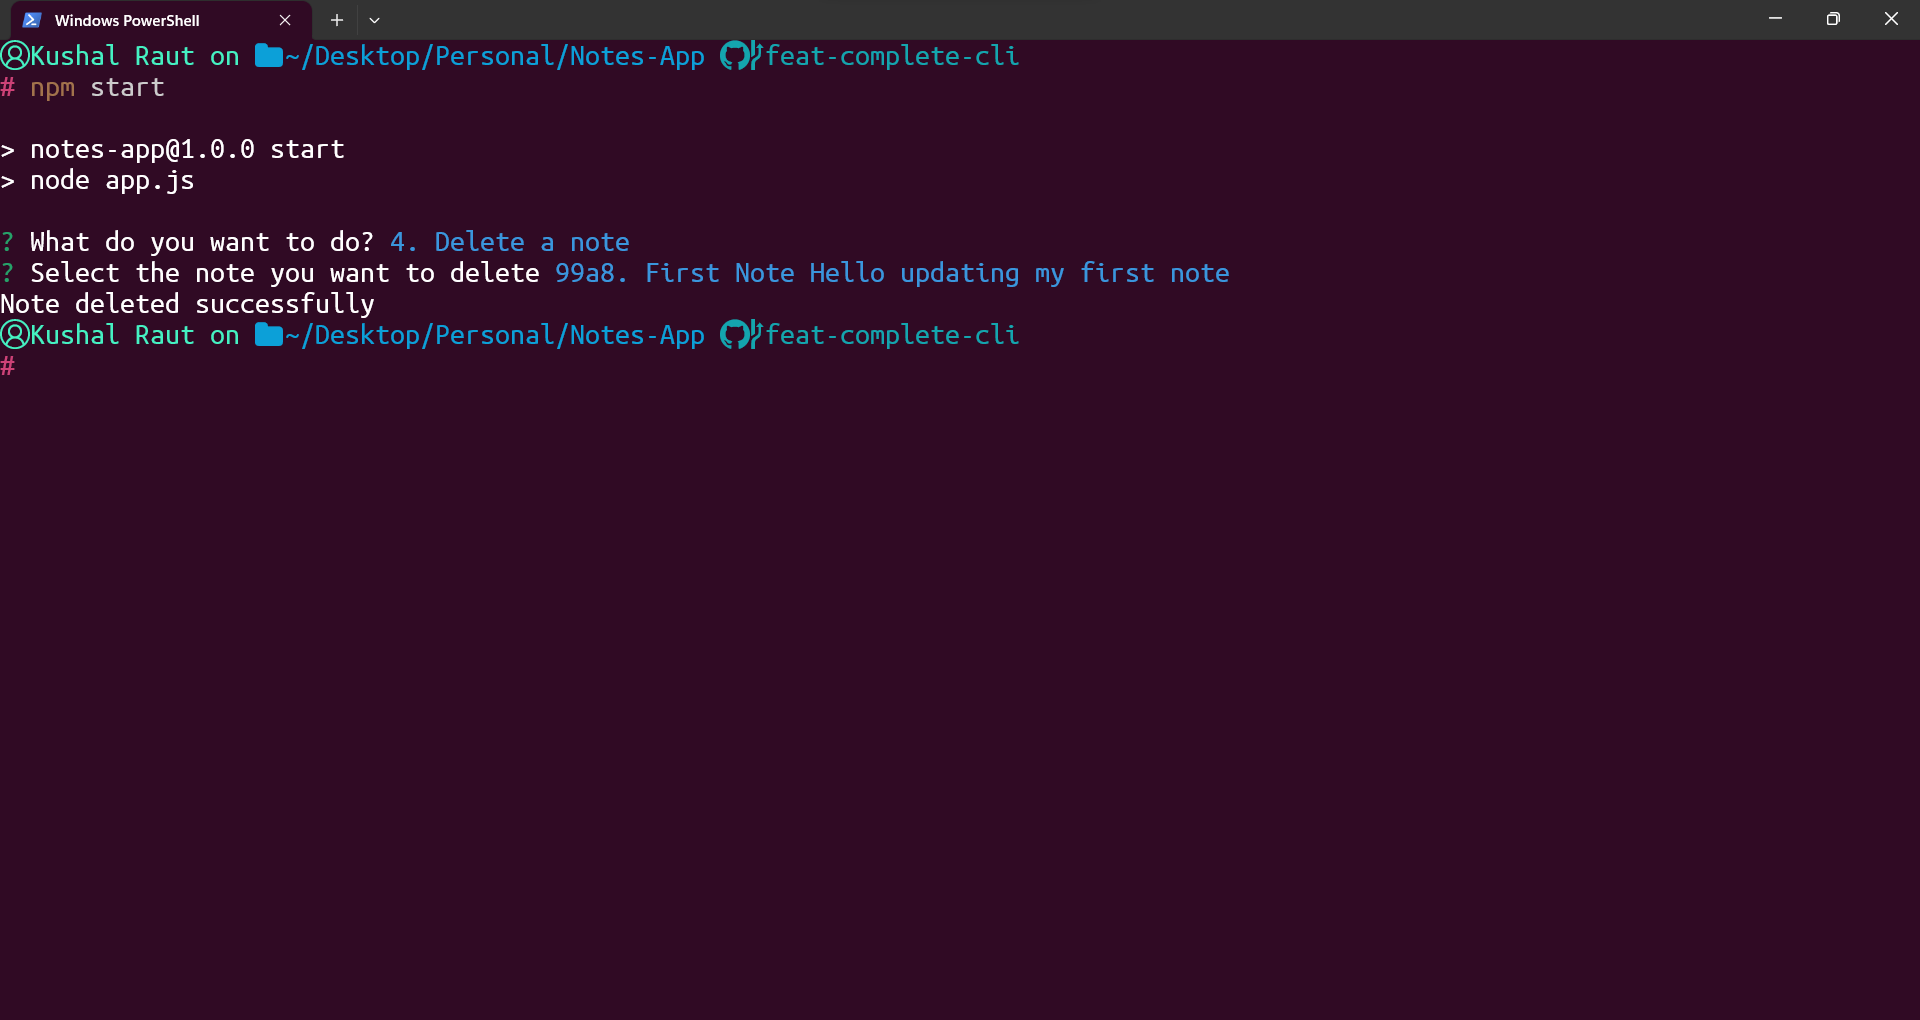 Windows PowerShell
Kushal Raut on ~/Desktop/Personal/Notes-App feat-complete-cli
# npm start
> notes-app@1.0.0 start
> node app.js
? What do you want to do? 4. Delete a note
? Select the note you want to delete 99a8. First Note Hello updating my first note
Note deleted successfully
Kushal Raut on ~/Desktop/Personal/Notes-App feat-complete-cli
#